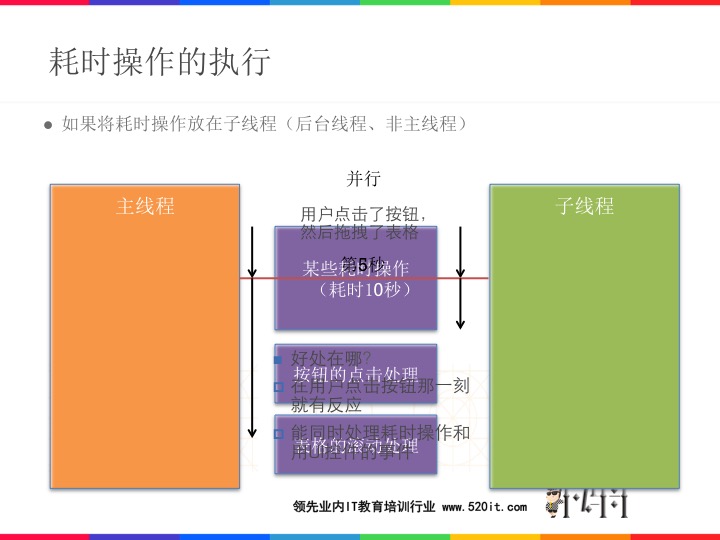 耗时操作的执行
如果将耗时操作放在子线程（后台线程、非主线程）
并行
主线程
用户点击了按钮，
然后拖拽了表格
子线程
第5秒
某些耗时操作
（耗时10秒）
好处在哪？
按钮的点击处理
在用户点击按钮那一刻
就有反应
能同时处理耗时操作和
表格的滚动处理
用UI控件的事件
领先业内IT教育培训行业 www.520it.com